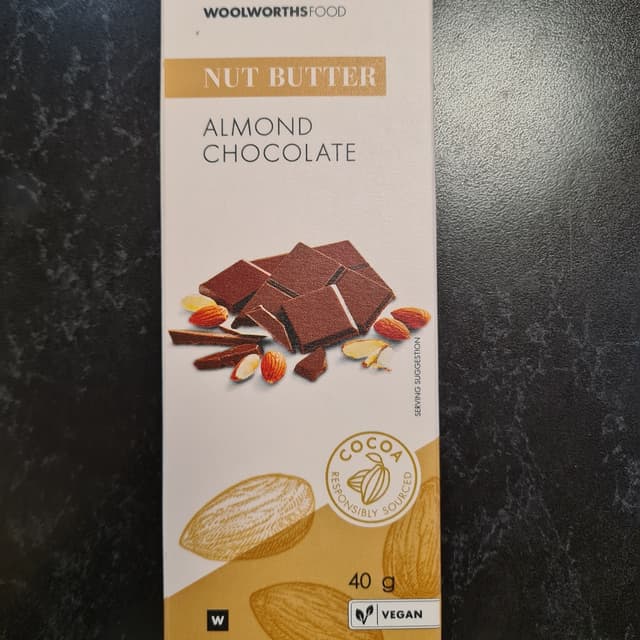 WOOLWORTHSFOOD
NUT BUTTER
ALMOND
CHOCOLATE
SERVING SUGGESTION
COCOA
RESPONSIBLY SOURCED
40 g
W
VEGAN